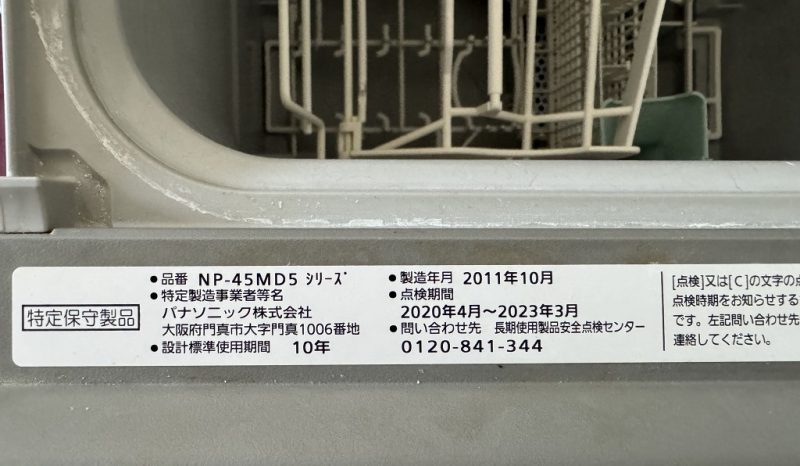 特定保守製品
●品番 NP-45MD5 シリーズ
●特定製造事業者等名
パナソニック株式会社
大阪府門真市大字門真1006番地
●設計標準使用期間 10年
●製造年月 2011年10月
●点検期間
2020年4月～2023年3月
●問い合わせ先 長期使用製品安全点検センター
0120-841-344
[点検]又は[C]の文字の点
点検時期をお知らせする
です。左記問い合わせ先
連絡してください。